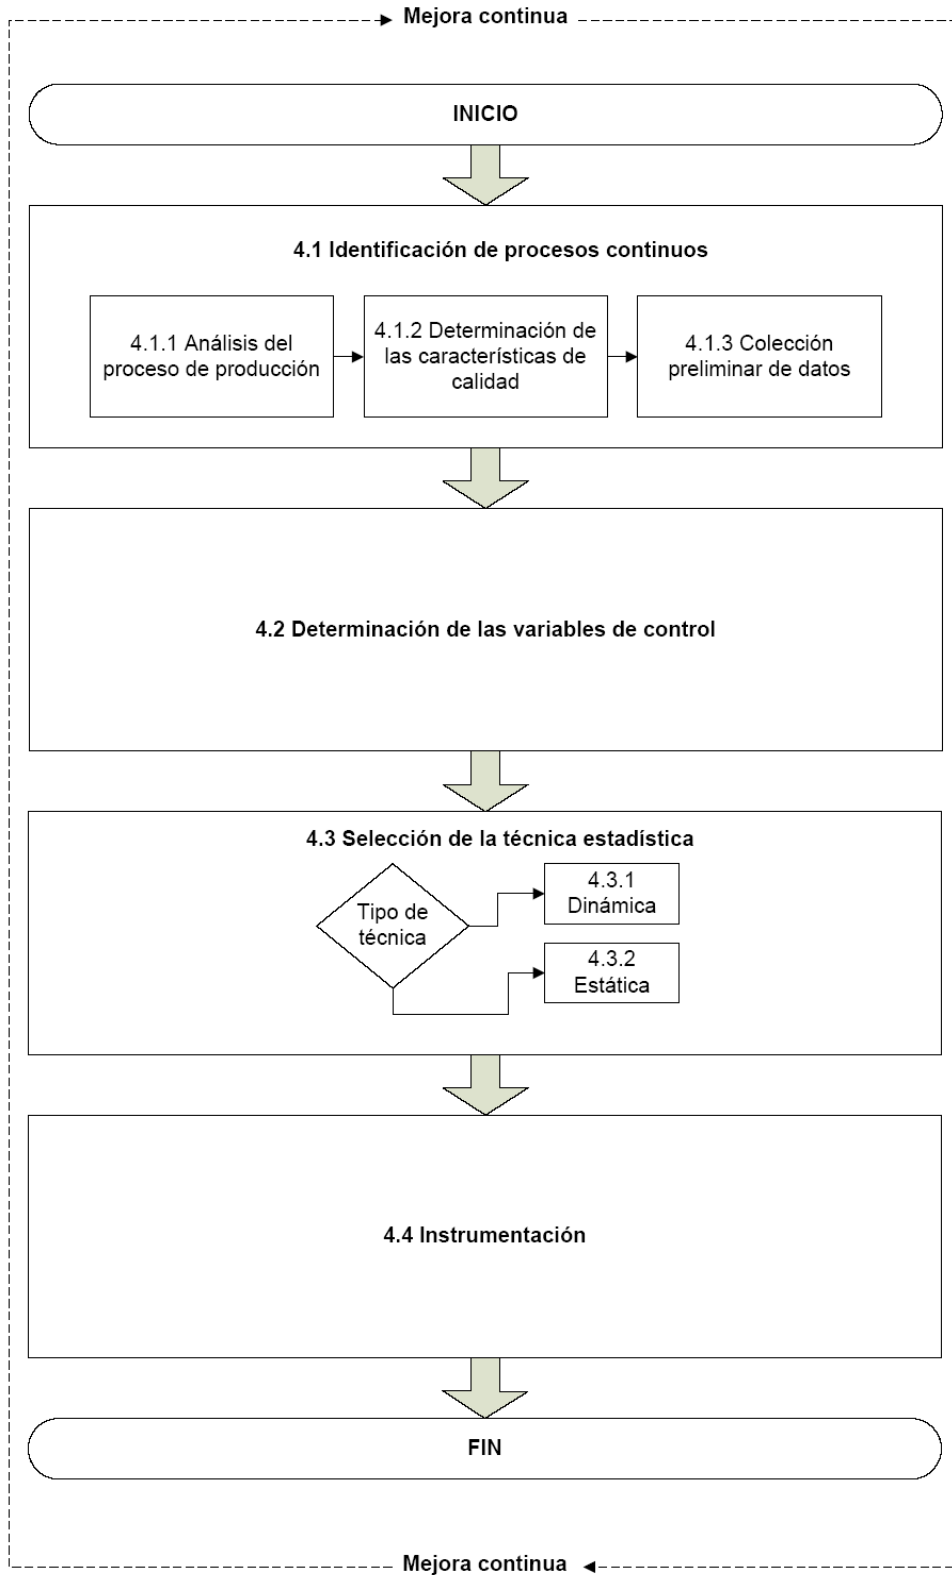 Mejora continua
INICIO
4.1 Identificación de procesos continuos
4.1.1 Análisis del
proceso de producción
4.1.2 Determinación de
las características de
calidad
4.1.3 Colección
preliminar de datos
4.2 Determinación de las variables de control
4.3 Selección de la técnica estadística
Tipo de
técnica
4.3.1
Dinámica
4.3.2
Estática
4.4 Instrumentación
FIN
Mejora continua